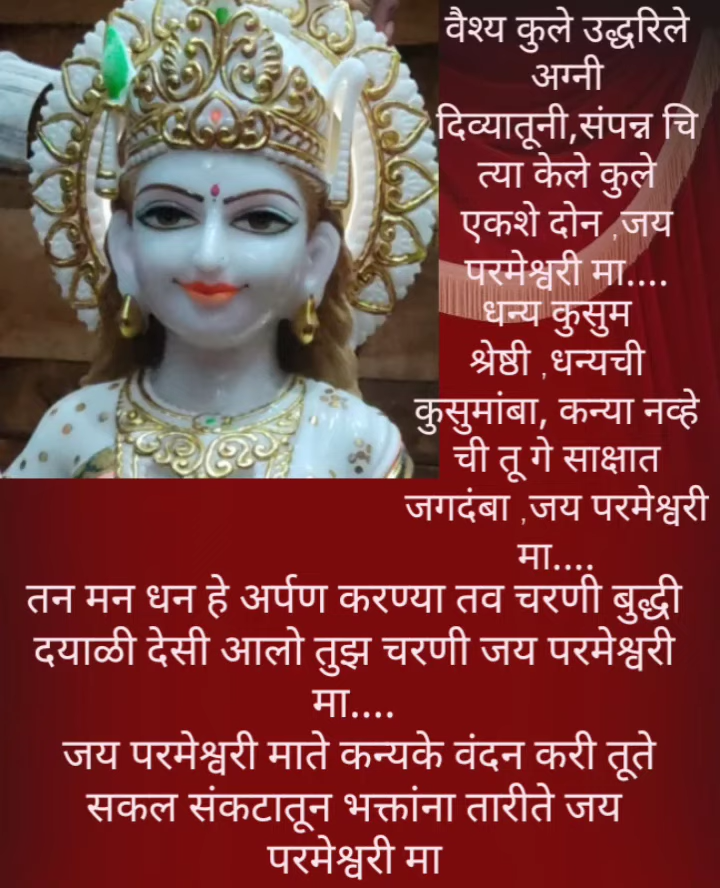 वैश्य कुले उद्धरिले
अग्नी
दिव्यातूनी,संपन्न चि
त्या केले कुले
एकशे दोन ,जय
परमेश्वरी मा....
धन्य कुसुम
श्रेष्ठी ,धन्यची
कुसुमांबा, कन्या नव्हे
ची तू गे साक्षात
जगदंबा ,जय परमेश्वरी
मा....
तन मन धन हे अर्पण करण्या तव चरणी बुद्धी
दयाळी देसी आलो तुझ चरणी जय परमेश्वरी
मा....
जय परमेश्वरी माते कन्यके वंदन करी तूते
सकल संकटातून भक्तांना तारीते जय
परमेश्वरी मा